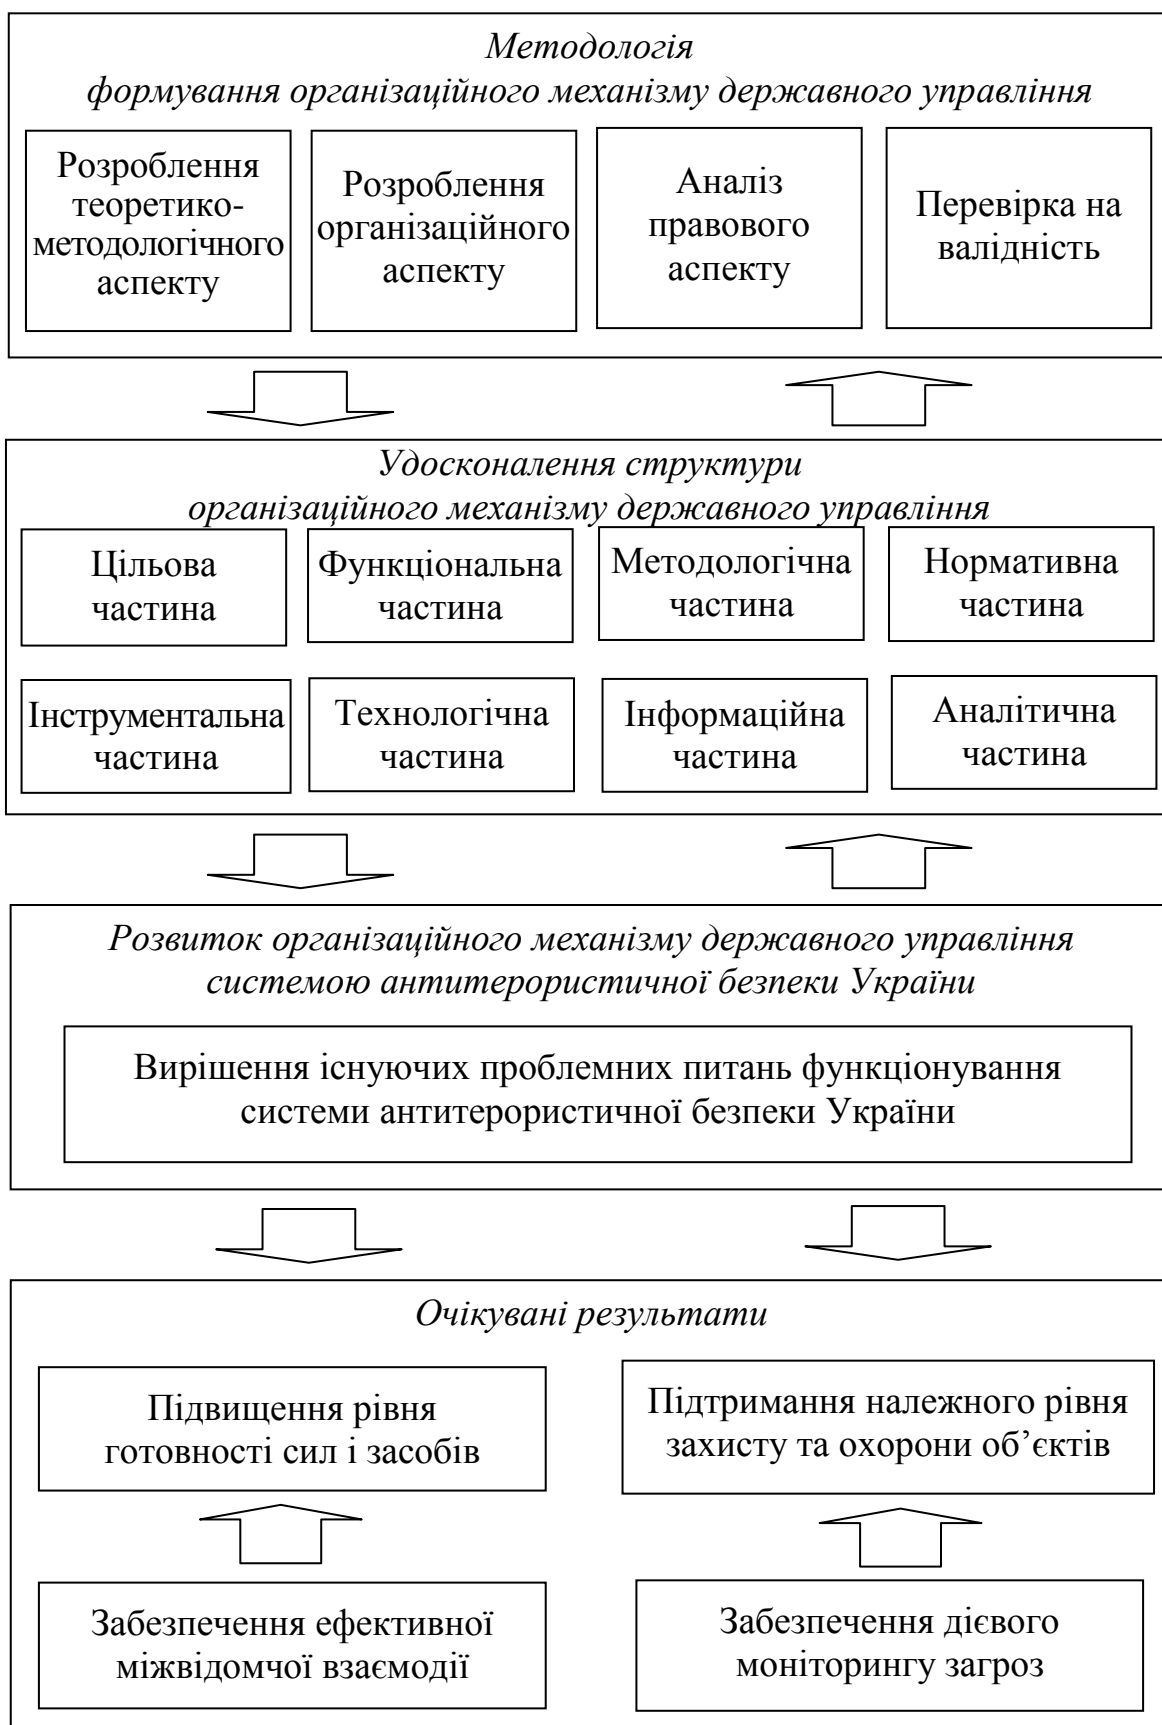 Методологія
формування організаційного механізму державного управління
Розроблення
теоретико-
методологічного
аспекту
Розроблення
організаційного
аспекту
Аналіз
правового
аспекту
Перевірка на
валідність
Удосконалення структури
організаційного механізму державного управління
Цільова
частина
Функціональна
частина
Методологічна
частина
Нормативна
частина
Інструментальна
частина
Технологічна
частина
Інформаційна
частина
Аналітична
частина
Розвиток організаційного механізму державного управління
системою антитерористичної безпеки України
Вирішення існуючих проблемних питань функціонування
системи антитерористичної безпеки України
Очікувані результати
Підвищення рівня
готовності сил і засобів
Підтримання належного рівня
захисту та охорони об’єктів
Забезпечення ефективної
міжвідомчої взаємодії
Забезпечення дієвого
моніторингу загроз